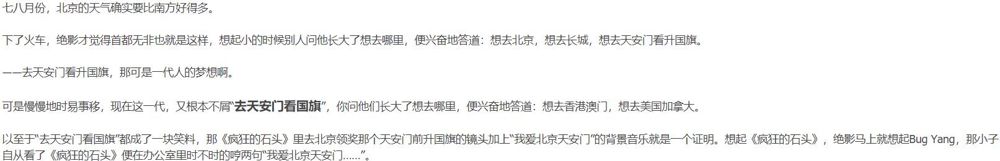 七八月份，北京的天气确实要比南方好得多。
下了火车，绝影才觉得首都无非也就是这样，想起小的时候别人问他长大了想去哪里，便兴奋地答道：想去北京，想去长城，想去天安门看升国旗。
——去天安门看升国旗，那可是一代人的梦想啊。
可是慢慢地时易事移，现在这一代，又根本不屑“去天安门看国旗”，你问他们长大了想去哪里，便兴奋地答道：想去香港澳门，想去美国加拿大。
以至于“去天安门看国旗”都成了一块笑料，那《疯狂的石头》里去北京领奖那个天安门前升国旗的镜头加上“我爱北京天安门”的背景音乐就是一个证明。想起《疯狂的石头》，绝影马上就想起Bug Yang，那小子
自从看了《疯狂的石头》便在办公室里时不时的哼两句“我爱北京天安门……”。